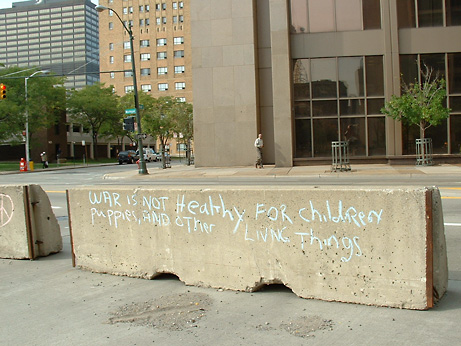 WAR IS NOT HEalthy FOR children
puppies, AND OTHer LIVING THINGS.